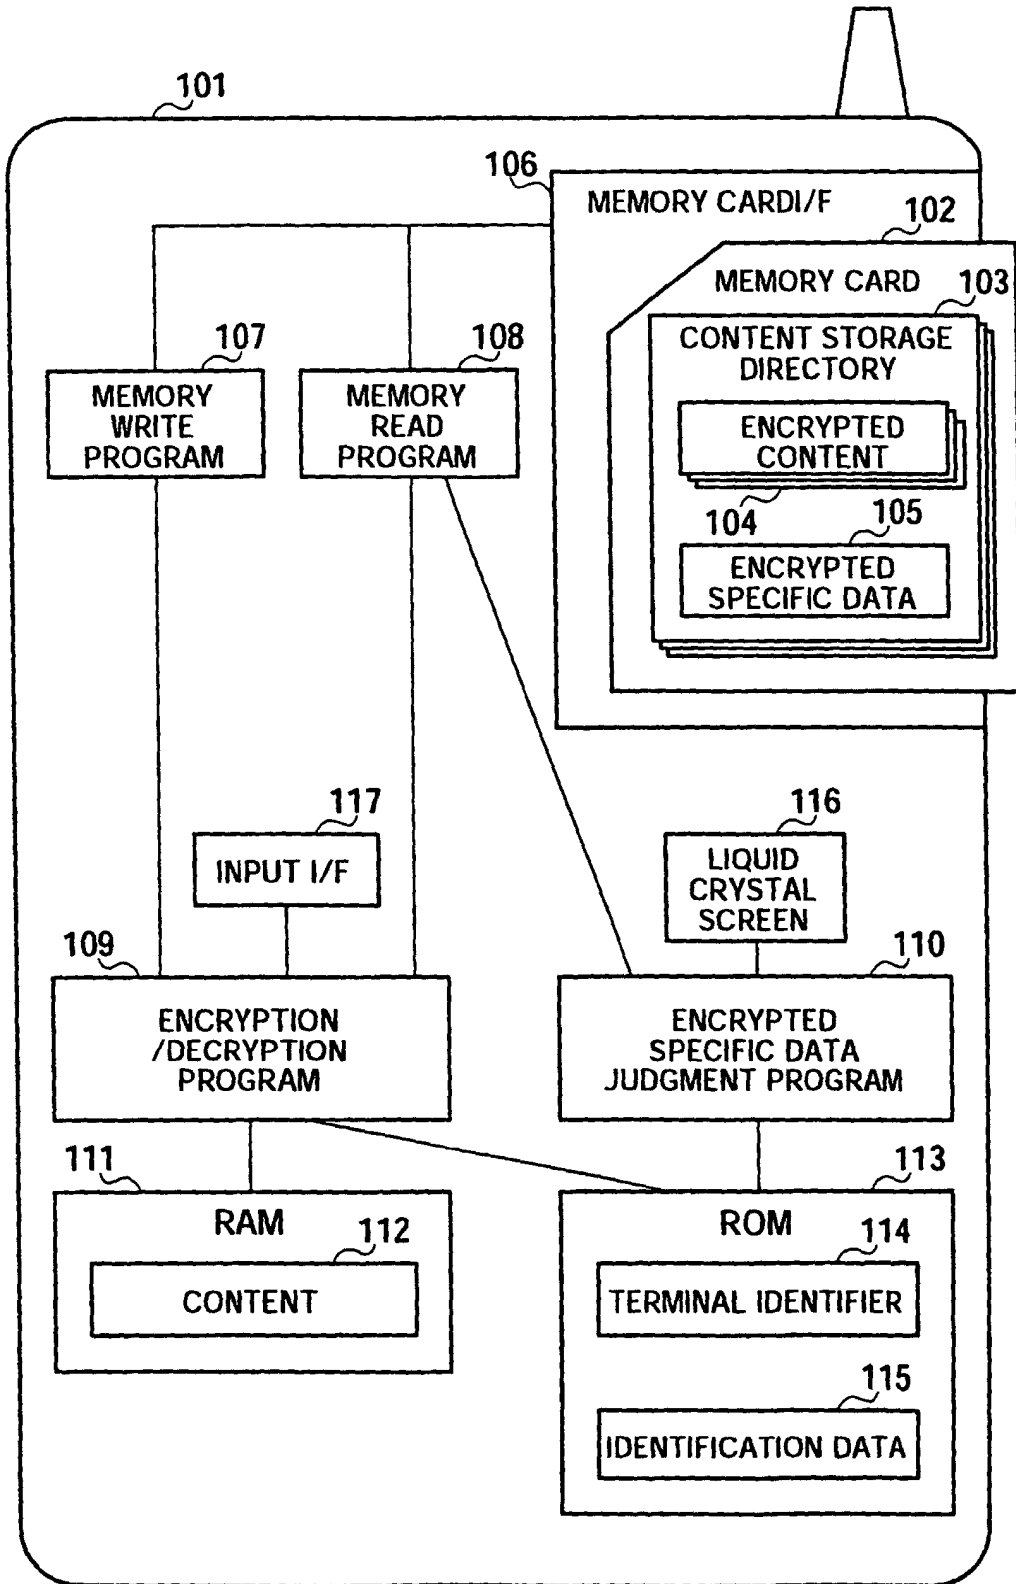 101
106
MEMORY CARDI/F
102
MEMORY CARD
103
CONTENT STORAGE
DIRECTORY
ENCRYPTED
CONTENT
104
105
ENCRYPTED
SPECIFIC DATA
107
MEMORY
WRITE
PROGRAM
108
MEMORY
READ
PROGRAM
117
INPUT I/F
116
LIQUID
CRYSTAL
SCREEN
109
ENCRYPTION
/DECRYPTION
PROGRAM
110
ENCRYPTED
SPECIFIC DATA
JUDGMENT PROGRAM
111
RAM
112
CONTENT
113
ROM
114
TERMINAL IDENTIFIER
115
IDENTIFICATION DATA